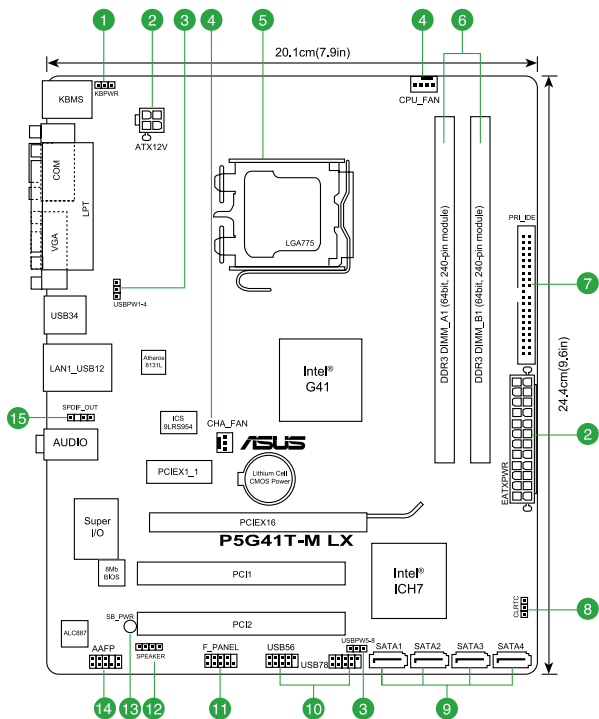 1
2
3
4
5
4
6
20.1cm(7.9in)
KBMS
KBPWR
ATX12V
CPU_FAN
COM
LPT
VGA
LGA775
DDR3 DIMM_A1 (64bit, 240-pin module)
DDR3 DIMM_B1 (64bit, 240-pin module)
PRI_IDE
7
USBPW1-4
USB34
LAN1_USB12
Atheros
8131L
Intel®
G41
24.4cm(9.6in)
15
SPDIF_OUT
ICS
9LRS954
CHA_FAN
ASUS
2
AUDIO
PCIEX1_1
Lithium Cell
CMOS Power
EATXPWR
Super
I/O
PCIEX16
P5G41T-M LX
8Mb
BIOS
PCI1
Intel®
ICH7
8
CLRTC
SB_PWR
PCI2
ALC887
AAFP
SPEAKER
F_PANEL
USB56
USB78
USBPW5-8
SATA1
SATA2
SATA3
SATA4
14
13
12
11
10
3
9